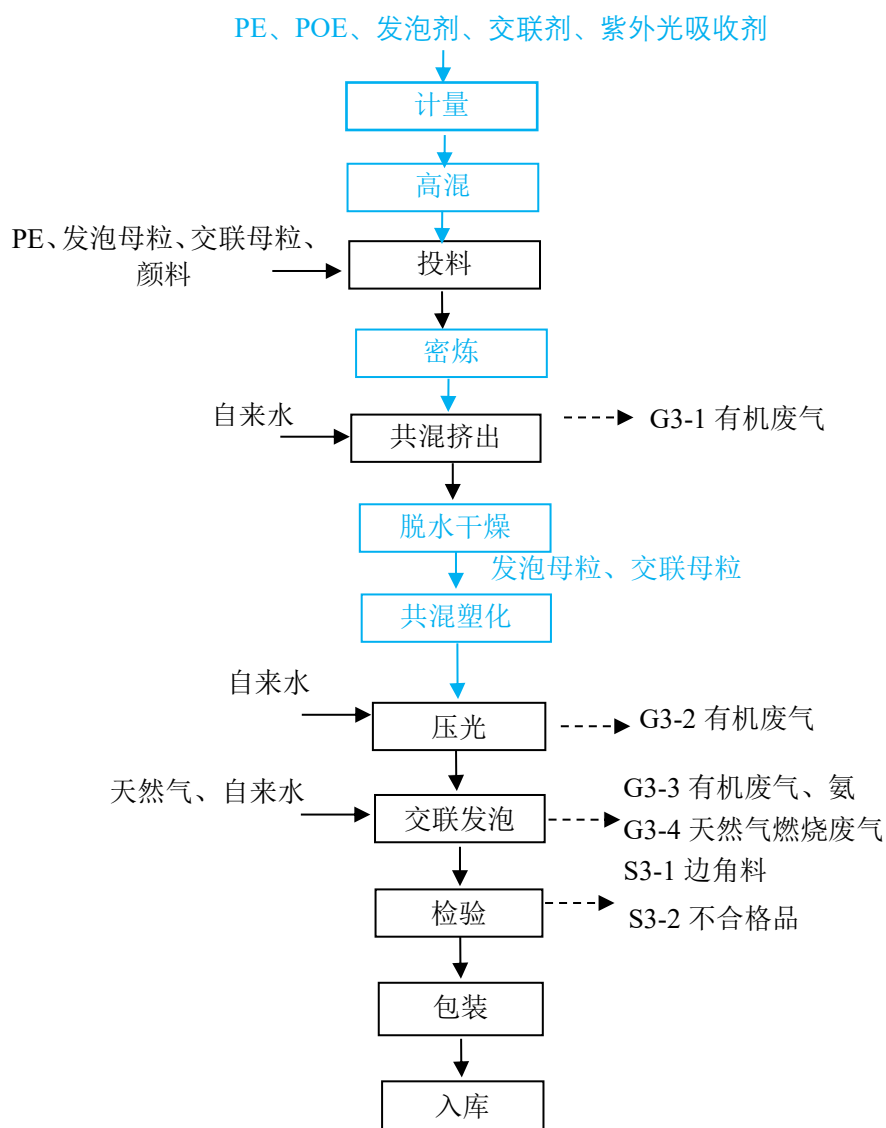 PE、POE、发泡剂、交联剂、紫外光吸收剂
计量
高混
PE、发泡母粒、交联母粒、
颜料
投料
密炼
自来水
共混挤出
G3-1 有机废气
脱水干燥
发泡母粒、交联母粒
共混塑化
自来水
压光
G3-2 有机废气
天然气、自来水
交联发泡
G3-3 有机废气、氨
G3-4 天然气燃烧废气
S3-1 边角料
检验
S3-2 不合格品
包装
入库